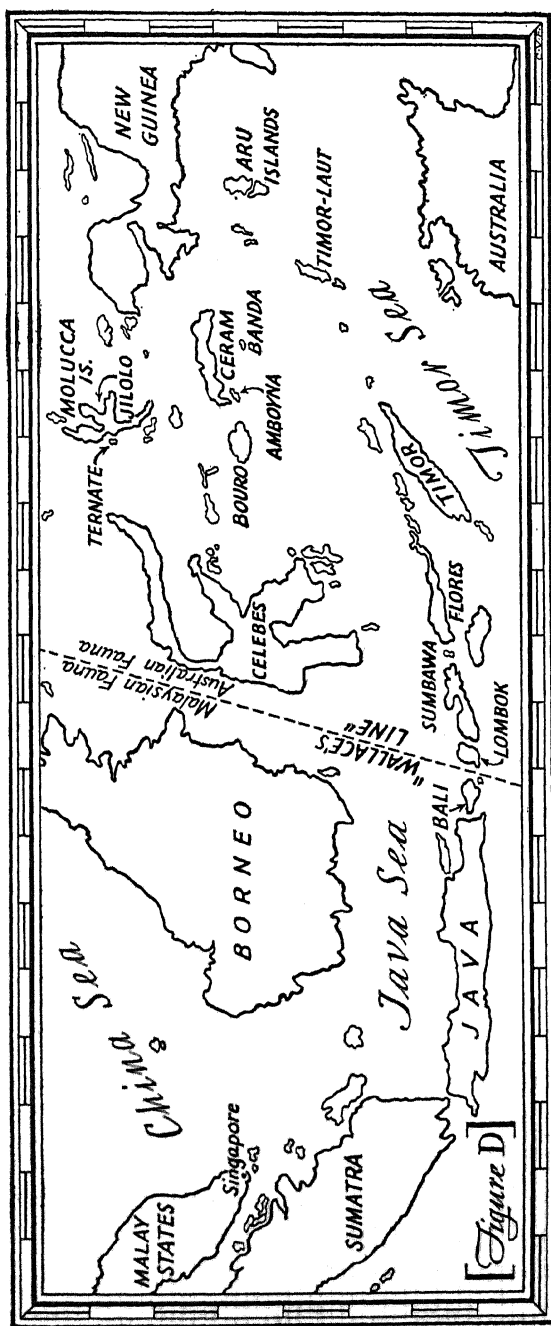 MALAY
STATES
Singapore
SUMATRA
China Sea
BORNEO
Java Sea
JAVA
BALI
LOMBOK
"WALLACE'S
LINE"
Malaysian Fauna
Australian Fauna
CELEBES
SUMBAWA
FLORES
TIMOR
Timor Sea
TERNATE
MOLUCCA
IS.
JILOLO
BOURO
CERAM
BANDA
AMBOYNA
NEW
GUINEA
ARU
ISLANDS
TIMOR-LAUT
AUSTRALIA
[Figure D]